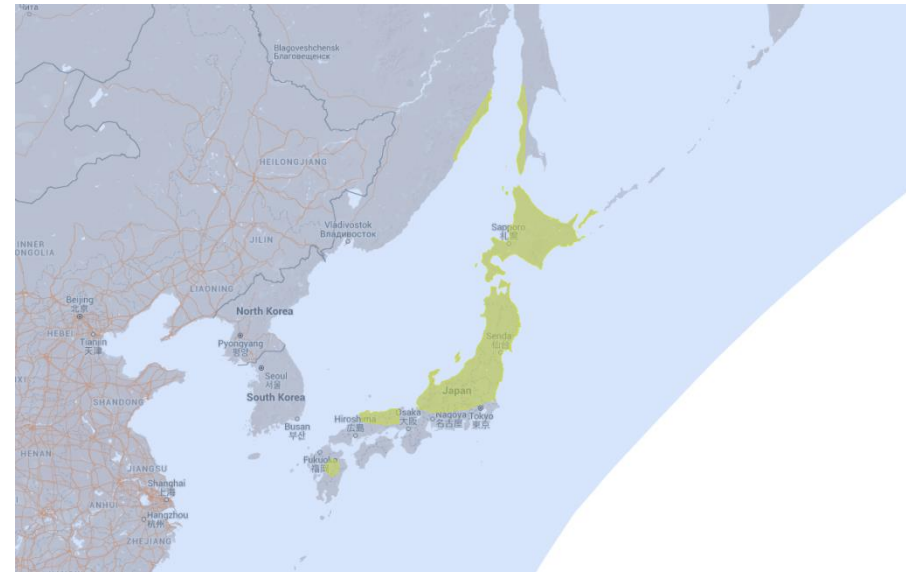 Чита
Blagoveshchensk
Благовещенск
HEILONGJIANG
Sapporo
札幌
Vladivostok
Владивосток
JILIN
INNER
ONGOLIA
LIAONING
Beijing
北京
North Korea
HEBEI
Tianjin
天津
Pyongyang
평양
Senda
仙台
Seoul
서울
South Korea
Japan
SHANDONG
Busan
부산
Hiroshima
広島
Osaka
大阪
Nagoya
名古屋
Tokyo
東京
HENAN
JIANGSU
Fukuoka
福岡
Shanghai
上海
ANHUI
Hangzhou
杭州
ZHEJIANG